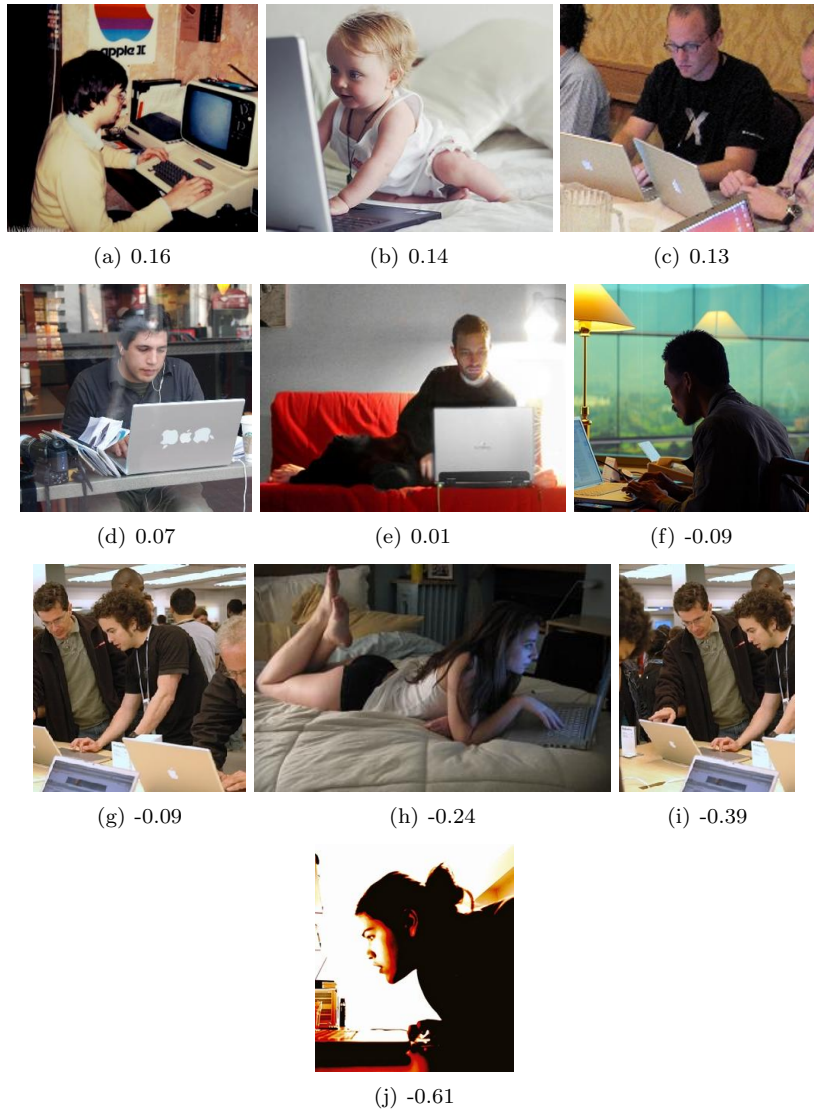 apple II
(a) 0.16
(b) 0.14
(c) 0.13
X
(d) 0.07
(e) 0.01
(f) -0.09
(g) -0.09
(h) -0.24
(i) -0.39
(j) -0.61